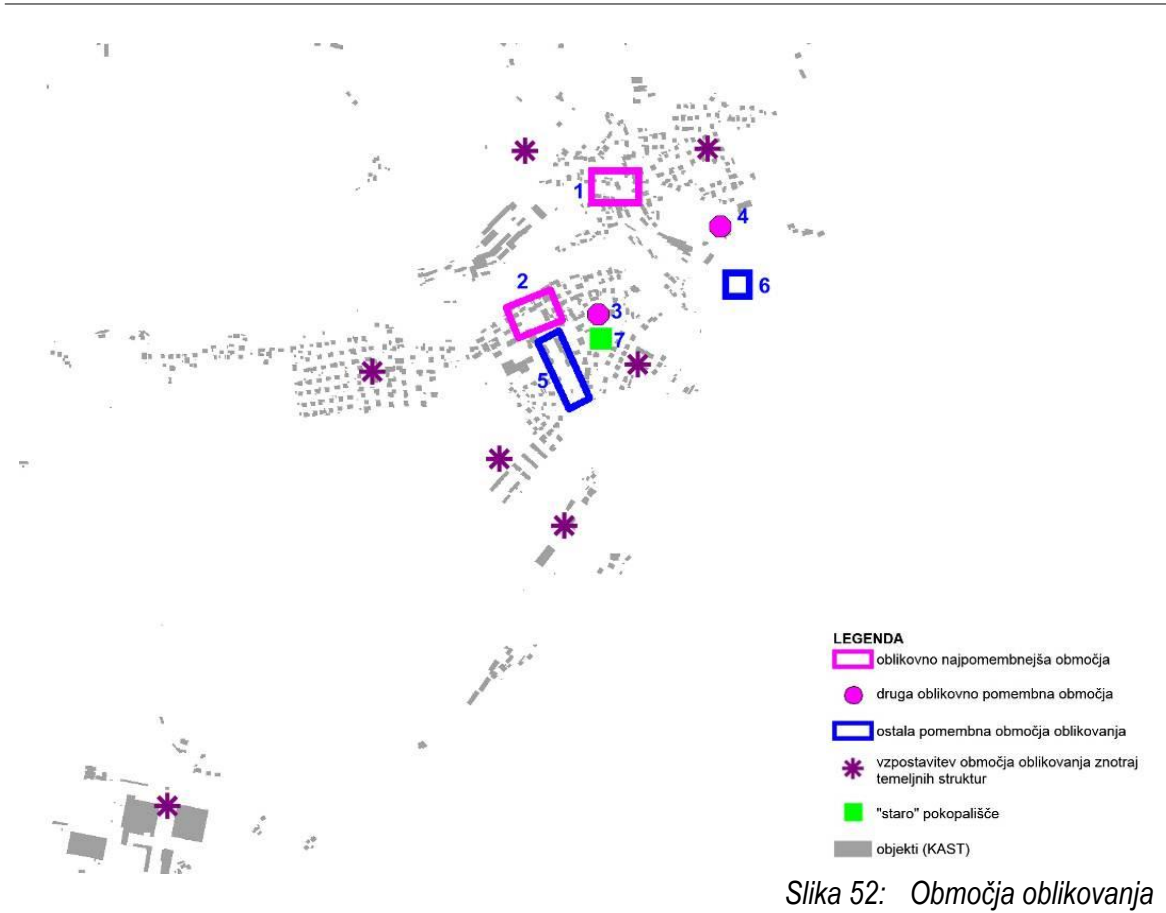 1
4
2
6
3
7
5
LEGENDA
oblikovno najpomembnejša območja
druga oblikovno pomembna območja
ostala pomembna območja oblikovanja
vzpostavitev območja oblikovanja znotraj
temeljnih struktur
"staro" pokopališče
objekti (KAST)
Slika 52: Območja oblikovanja